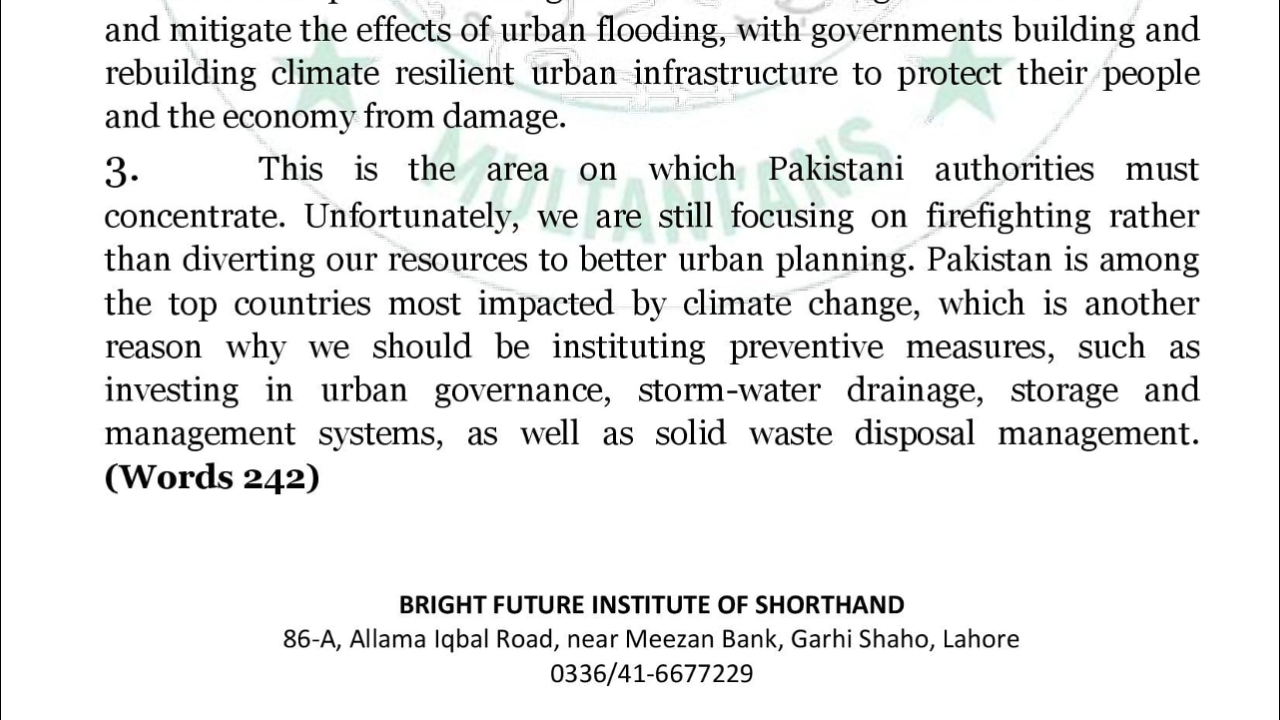 and mitigate the effects of urban flooding, with governments building and
rebuilding climate resilient urban infrastructure to protect their people
and the economy from damage.
3. This is the area on which Pakistani authorities must
concentrate. Unfortunately, we are still focusing on firefighting rather
than diverting our resources to better urban planning. Pakistan is among
the top countries most impacted by climate change, which is another
reason why we should be instituting preventive measures, such as
investing in urban governance, storm-water drainage, storage and
management systems, as well as solid waste disposal management.
(Words 242)
MULTANI'ANS
BRIGHT FUTURE INSTITUTE OF SHORTHAND
86-A, Allama Iqbal Road, near Meezan Bank, Garhi Shaho, Lahore
0336/41-6677229